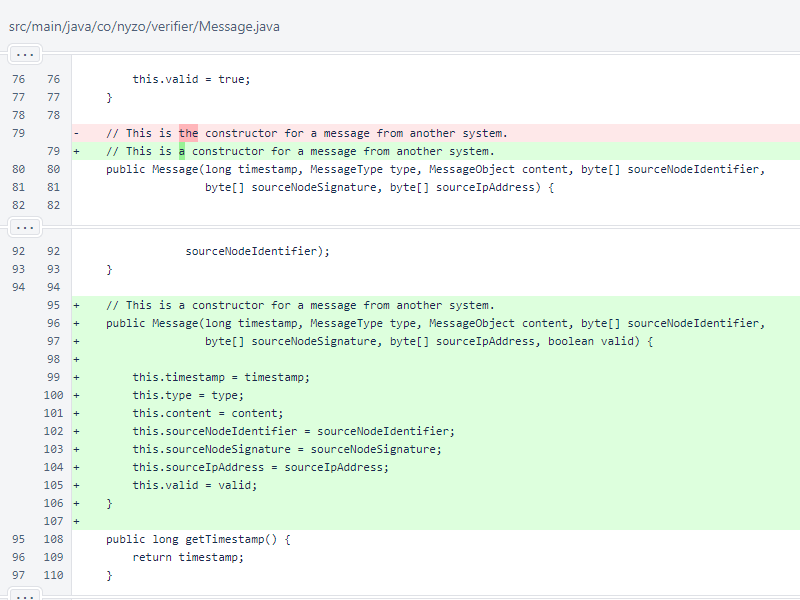 src/main/java/co/nyzo/verifier/Message.java
...
76 76 this.valid = true;
77 77 }
78 78
79 - // This is the constructor for a message from another system.
79 + // This is a constructor for a message from another system.
80 80 public Message(long timestamp, MessageType type, MessageObject content, byte[] sourceNodeIdentifier,
81 81 byte[] sourceNodeSignature, byte[] sourceIpAddress) {
82 82
...
92 92 sourceNodeIdentifier);
93 93 }
94 94
95 + // This is a constructor for a message from another system.
96 + public Message(long timestamp, MessageType type, MessageObject content, byte[] sourceNodeIdentifier,
97 + byte[] sourceNodeSignature, byte[] sourceIpAddress, boolean valid) {
98 +
99 + this.timestamp = timestamp;
100 + this.type = type;
101 + this.content = content;
102 + this.sourceNodeIdentifier = sourceNodeIdentifier;
103 + this.sourceNodeSignature = sourceNodeSignature;
104 + this.sourceIpAddress = sourceIpAddress;
105 + this.valid = valid;
106 + }
107 +
95 108 public long getTimestamp() {
96 109 return timestamp;
97 110 }
...